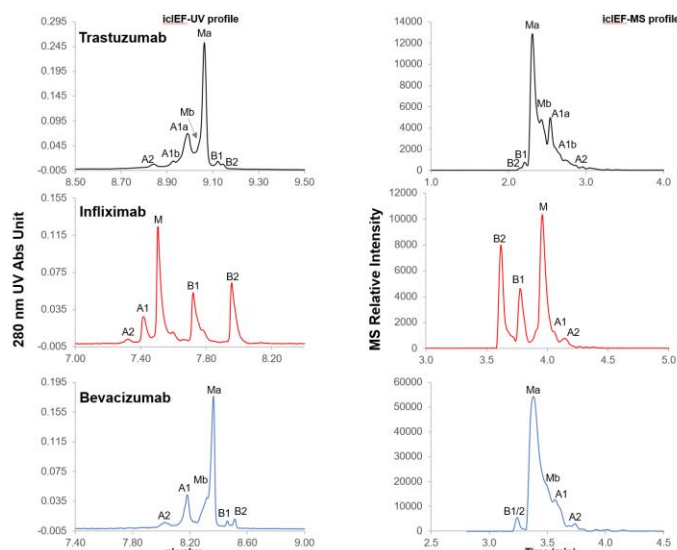 icIEF-UV profile
icIEF-MS profile
280 nm UV Abs Unit
Trastuzumab
0.295
0.245
0.195
0.145
0.095
0.045
-0.005
8.50 8.70 8.90 9.10 9.30 9.50
A2
A1b
A1a
Mb
Ma
B1
B2
MS Relative Intensity
14000
12000
10000
8000
6000
4000
2000
0
1.0 2.0 3.0 4.0
B2
B1
Ma
Mb
A1a
A1b
A2
Infliximab
0.155
0.115
0.075
0.035
-0.005
7.00 7.40 7.80 8.20
A2
A1
M
B1
B2
12000
10000
8000
6000
4000
2000
0
3.0 3.5 4.0 4.5 5.0
B2
B1
M
A1
A2
Bevacizumab
0.195
0.155
0.115
0.075
0.035
-0.005
7.40 7.80 8.20 8.60 9.00
A2
A1
Mb
Ma
B1
B2
60000
50000
40000
30000
20000
10000
0
2.5 3.5 4.5
B1/2
Ma
Mb
A1
A2